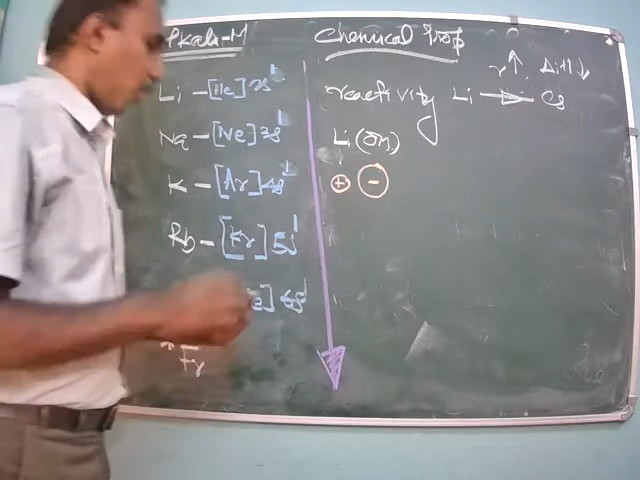 Alkali-M
Li - [He] 2s¹
Na - [Ne] 3s¹
K - [Ar] 4s¹
Rb - [Kr] 5s¹
e] 6s¹
Fr
Chemical Prop
r↑ ΔiH↓
reactivity Li → Cs
Li (OH)
+ -